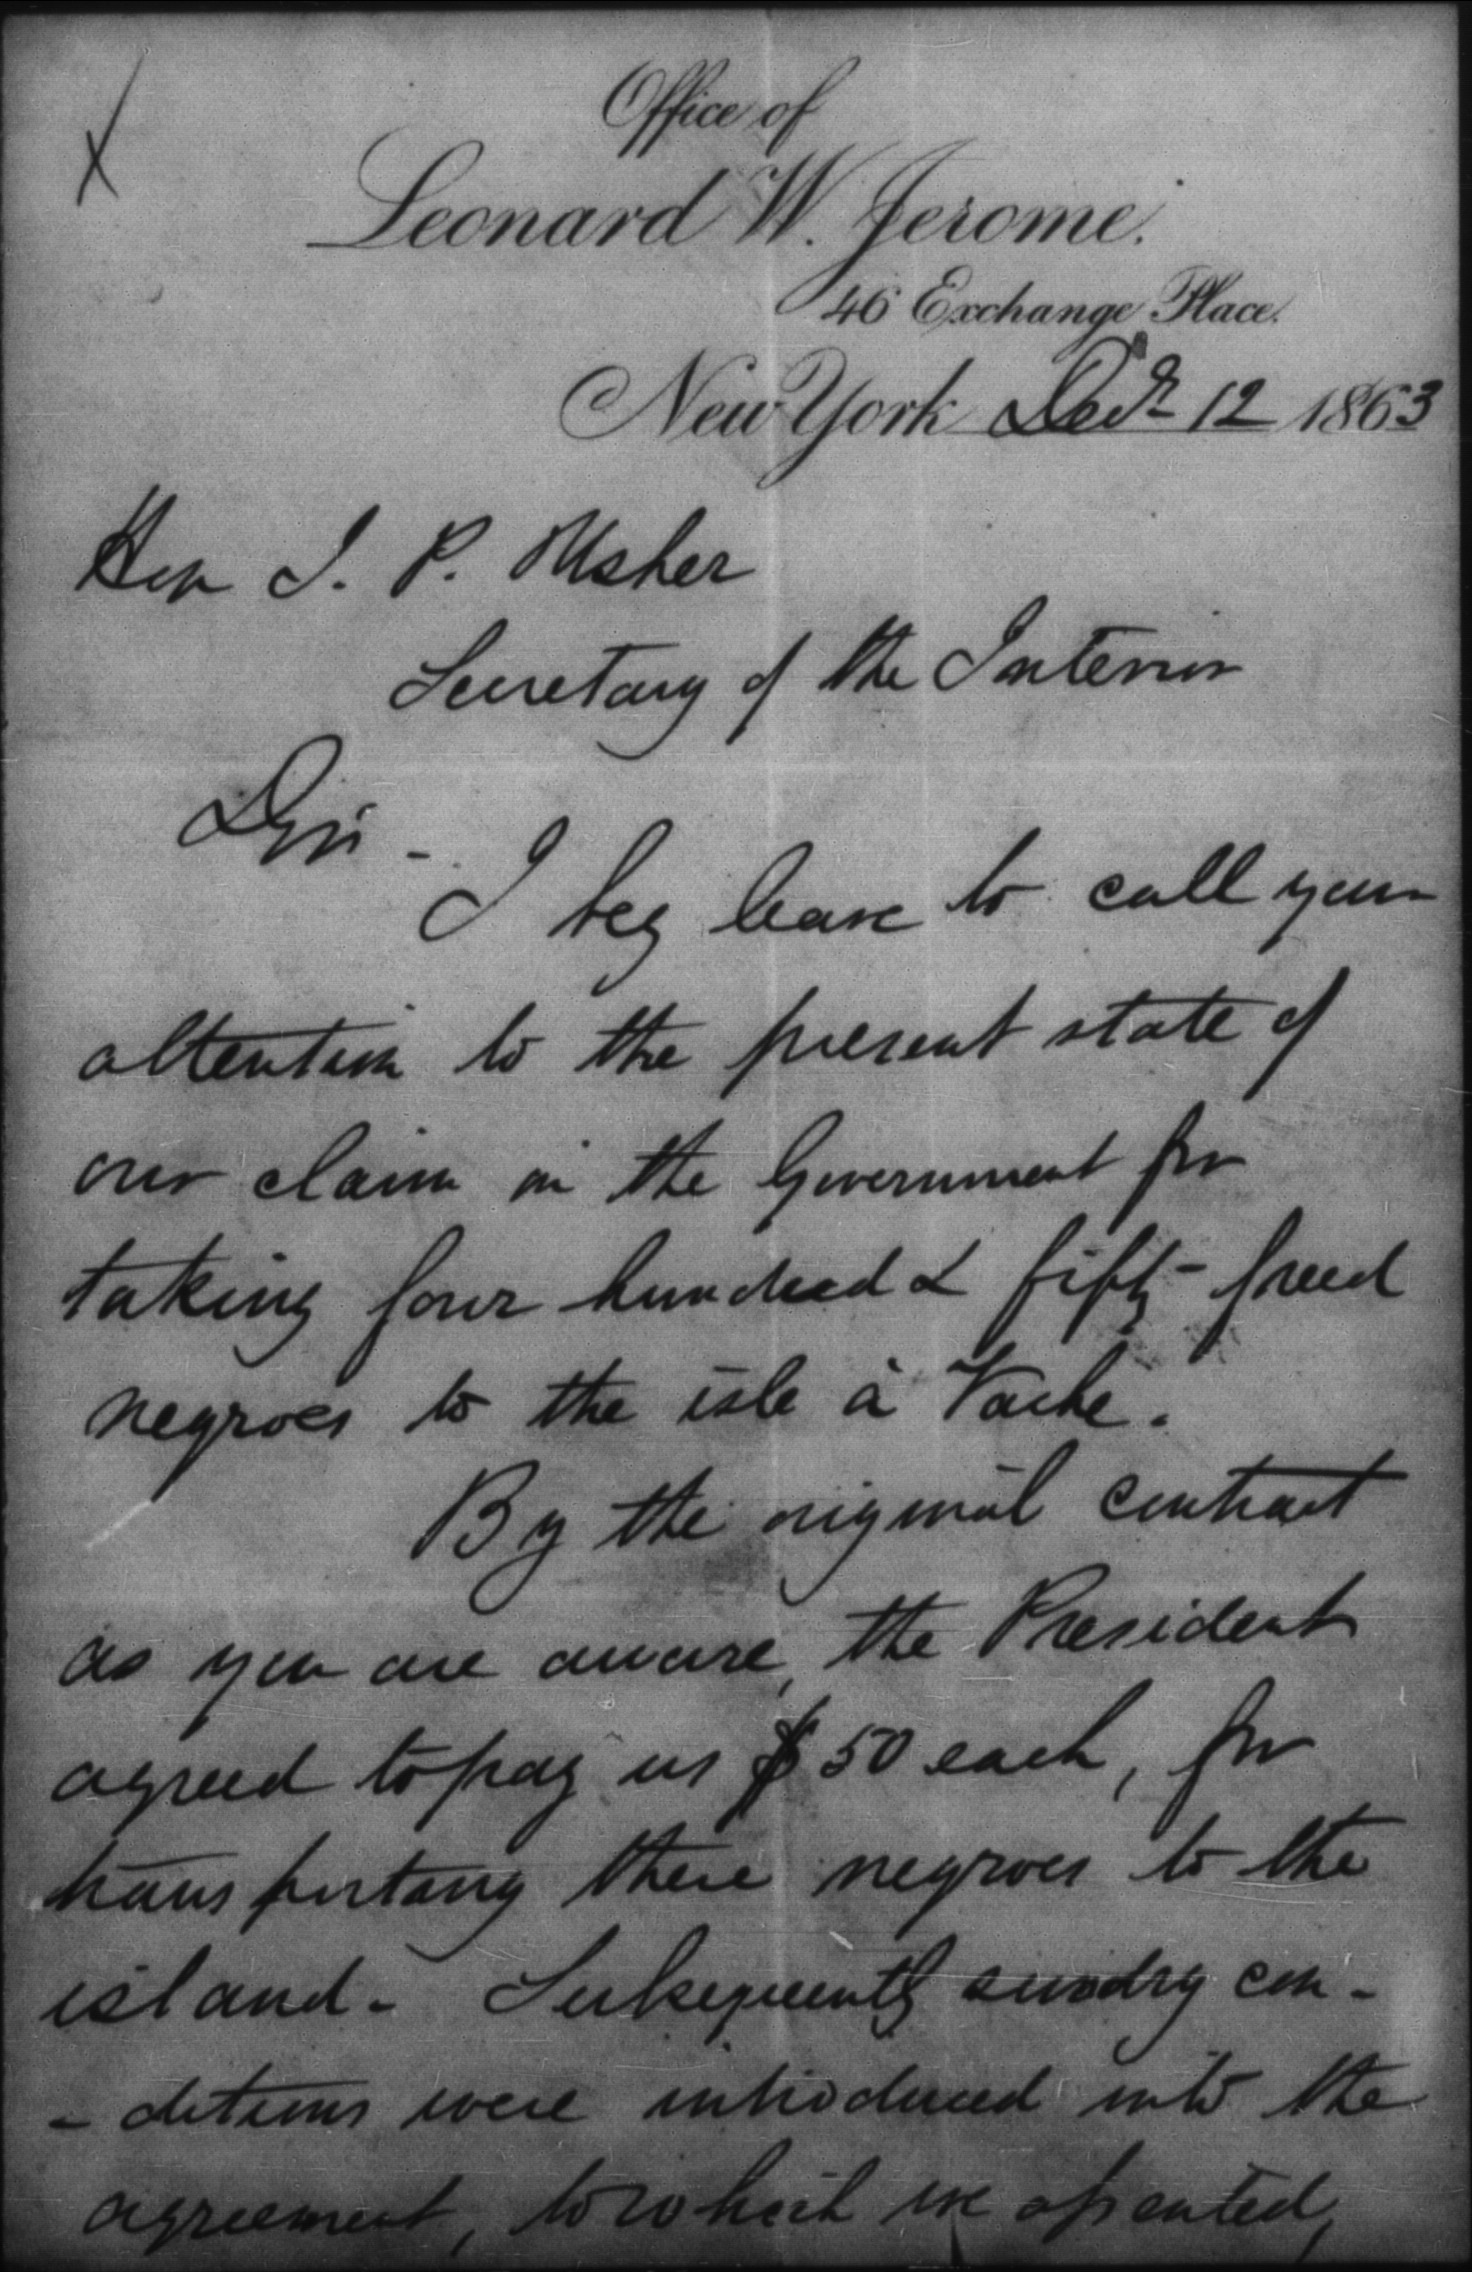 Office of
Leonard W. Jerome.
46 Exchange Place.
New York Decr 12 1863
Hon J. P. Usher
Secretary of the Interior
D Sir -
I beg leave to call your
attention to the present state of
our claim on the Government for
taking four hundred & fifty freed
negroes to the isle à Vache.
By the original contract
as you are aware, the President
agreed to pay us $50 each, for
transporting these negroes to the
island - Subsequently sundry con-
- ditions were introduced into the
agreement, to which we assented,